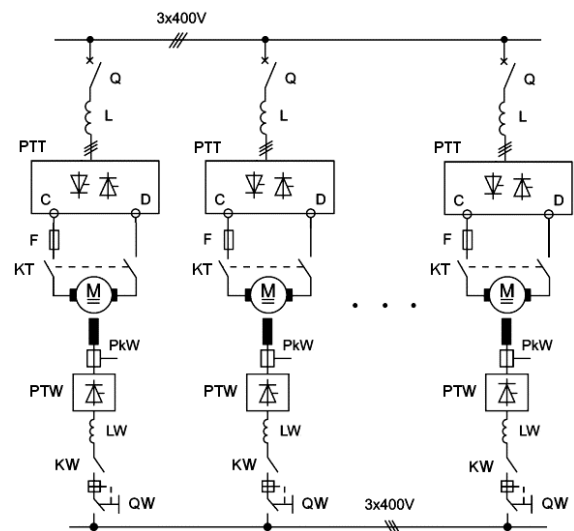 3x400V
Q Q Q
L L L
PTT PTT PTT
C D C D C D
F F F
KT KT KT
M M M
PkW PkW PkW
PTW PTW PTW
LW LW LW
KW KW KW
3x400V
QW QW QW